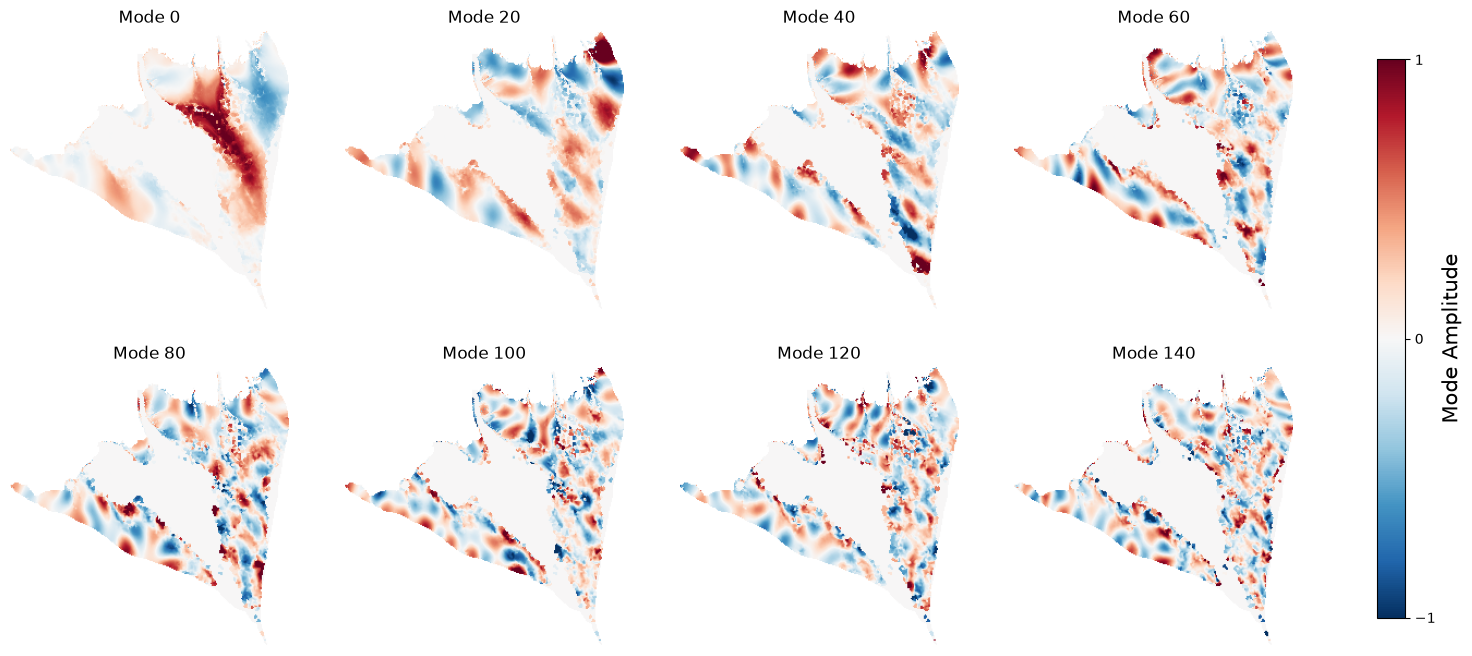 Mode 0
Mode 20
Mode 40
Mode 60
Mode 80
Mode 100
Mode 120
Mode 140
1
0
−1
Mode Amplitude